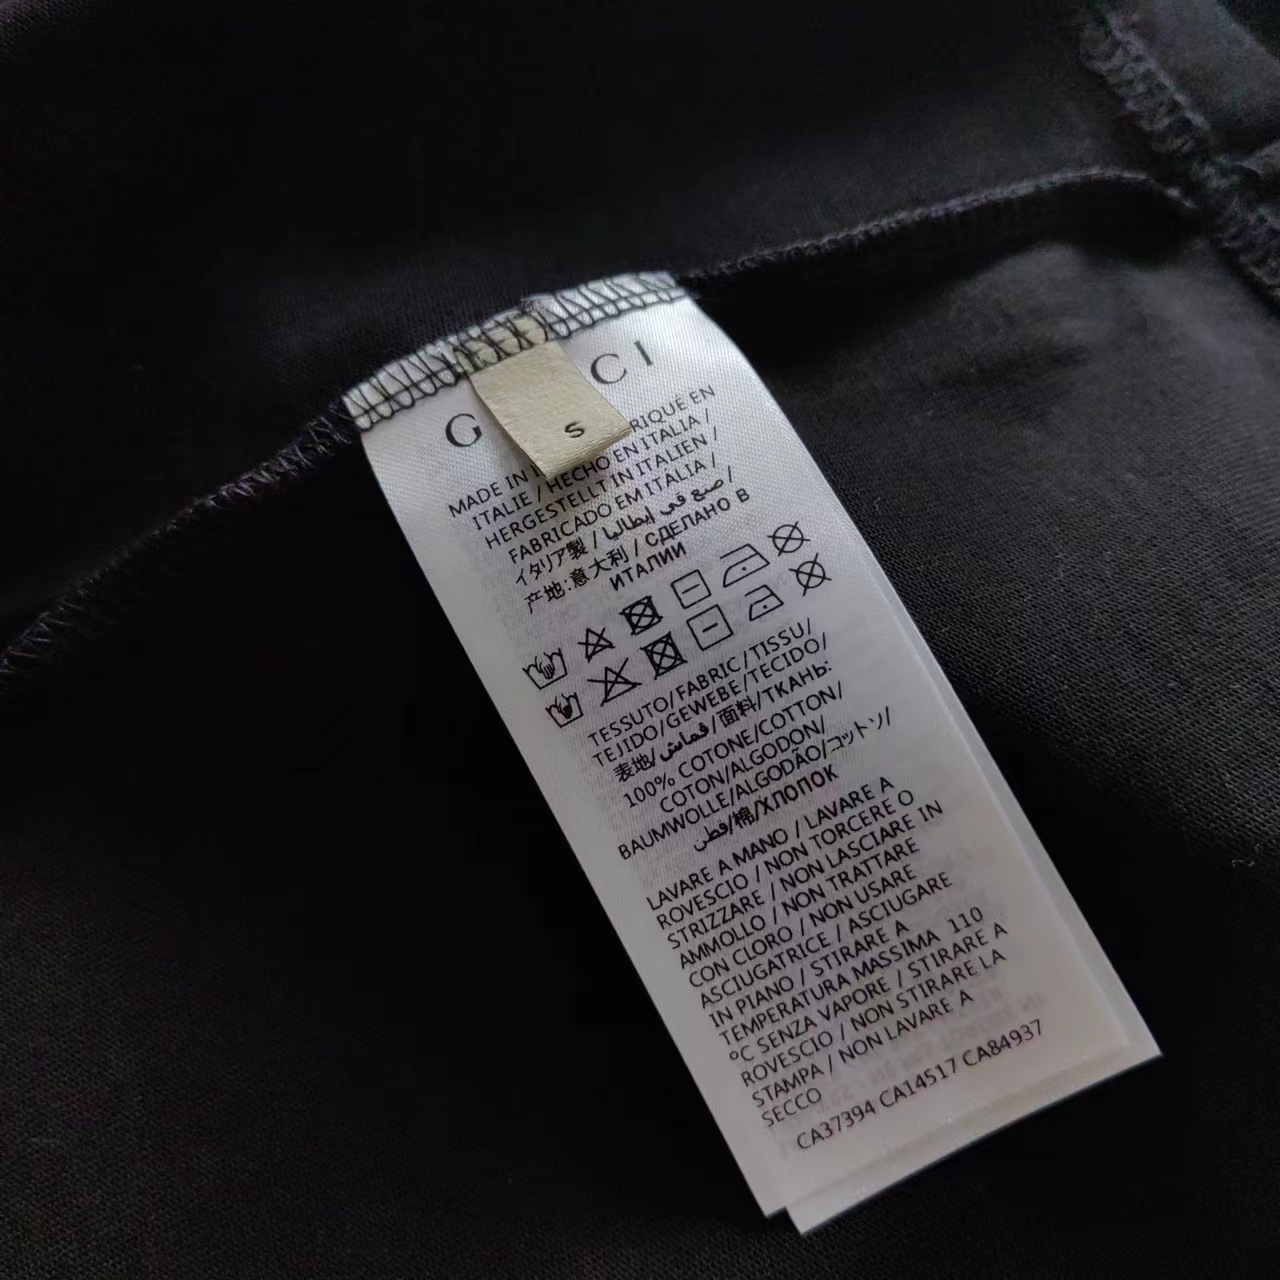 G CI
S
MADE IN I RIQUE EN
ITALIE / HECHO EN ITALIA /
HERGESTELLT IN ITALIEN /
FABRICADO EM ITALIA /
イタリア製 / صنع في إيطاليا /
产地:意大利 / СДЕЛАНО В
ИТАЛИИ
TESSUTO/FABRIC/TISSU/
TEJIDO/GEWEBE/TECIDO/
表地/قماش/面料/ТКАНЬ:
100% COTONE/COTTON/
COTON/ALGODON/
BAUMWOLLE/ALGODÃO/コットン/
قطن/棉/ХЛОПОК
LAVARE A MANO / LAVARE A
ROVESCIO / NON TORCERE O
STRIZZARE / NON LASCIARE IN
AMMOLLO / NON TRATTARE
CON CLORO / NON USARE
ASCIUGATRICE / ASCIUGARE
IN PIANO / STIRARE A
TEMPERATURA MASSIMA 110
°C SENZA VAPORE / STIRARE A
ROVESCIO / NON STIRARE LA
STAMPA / NON LAVARE A
SECCO
CA37394 CA14517 CA84937